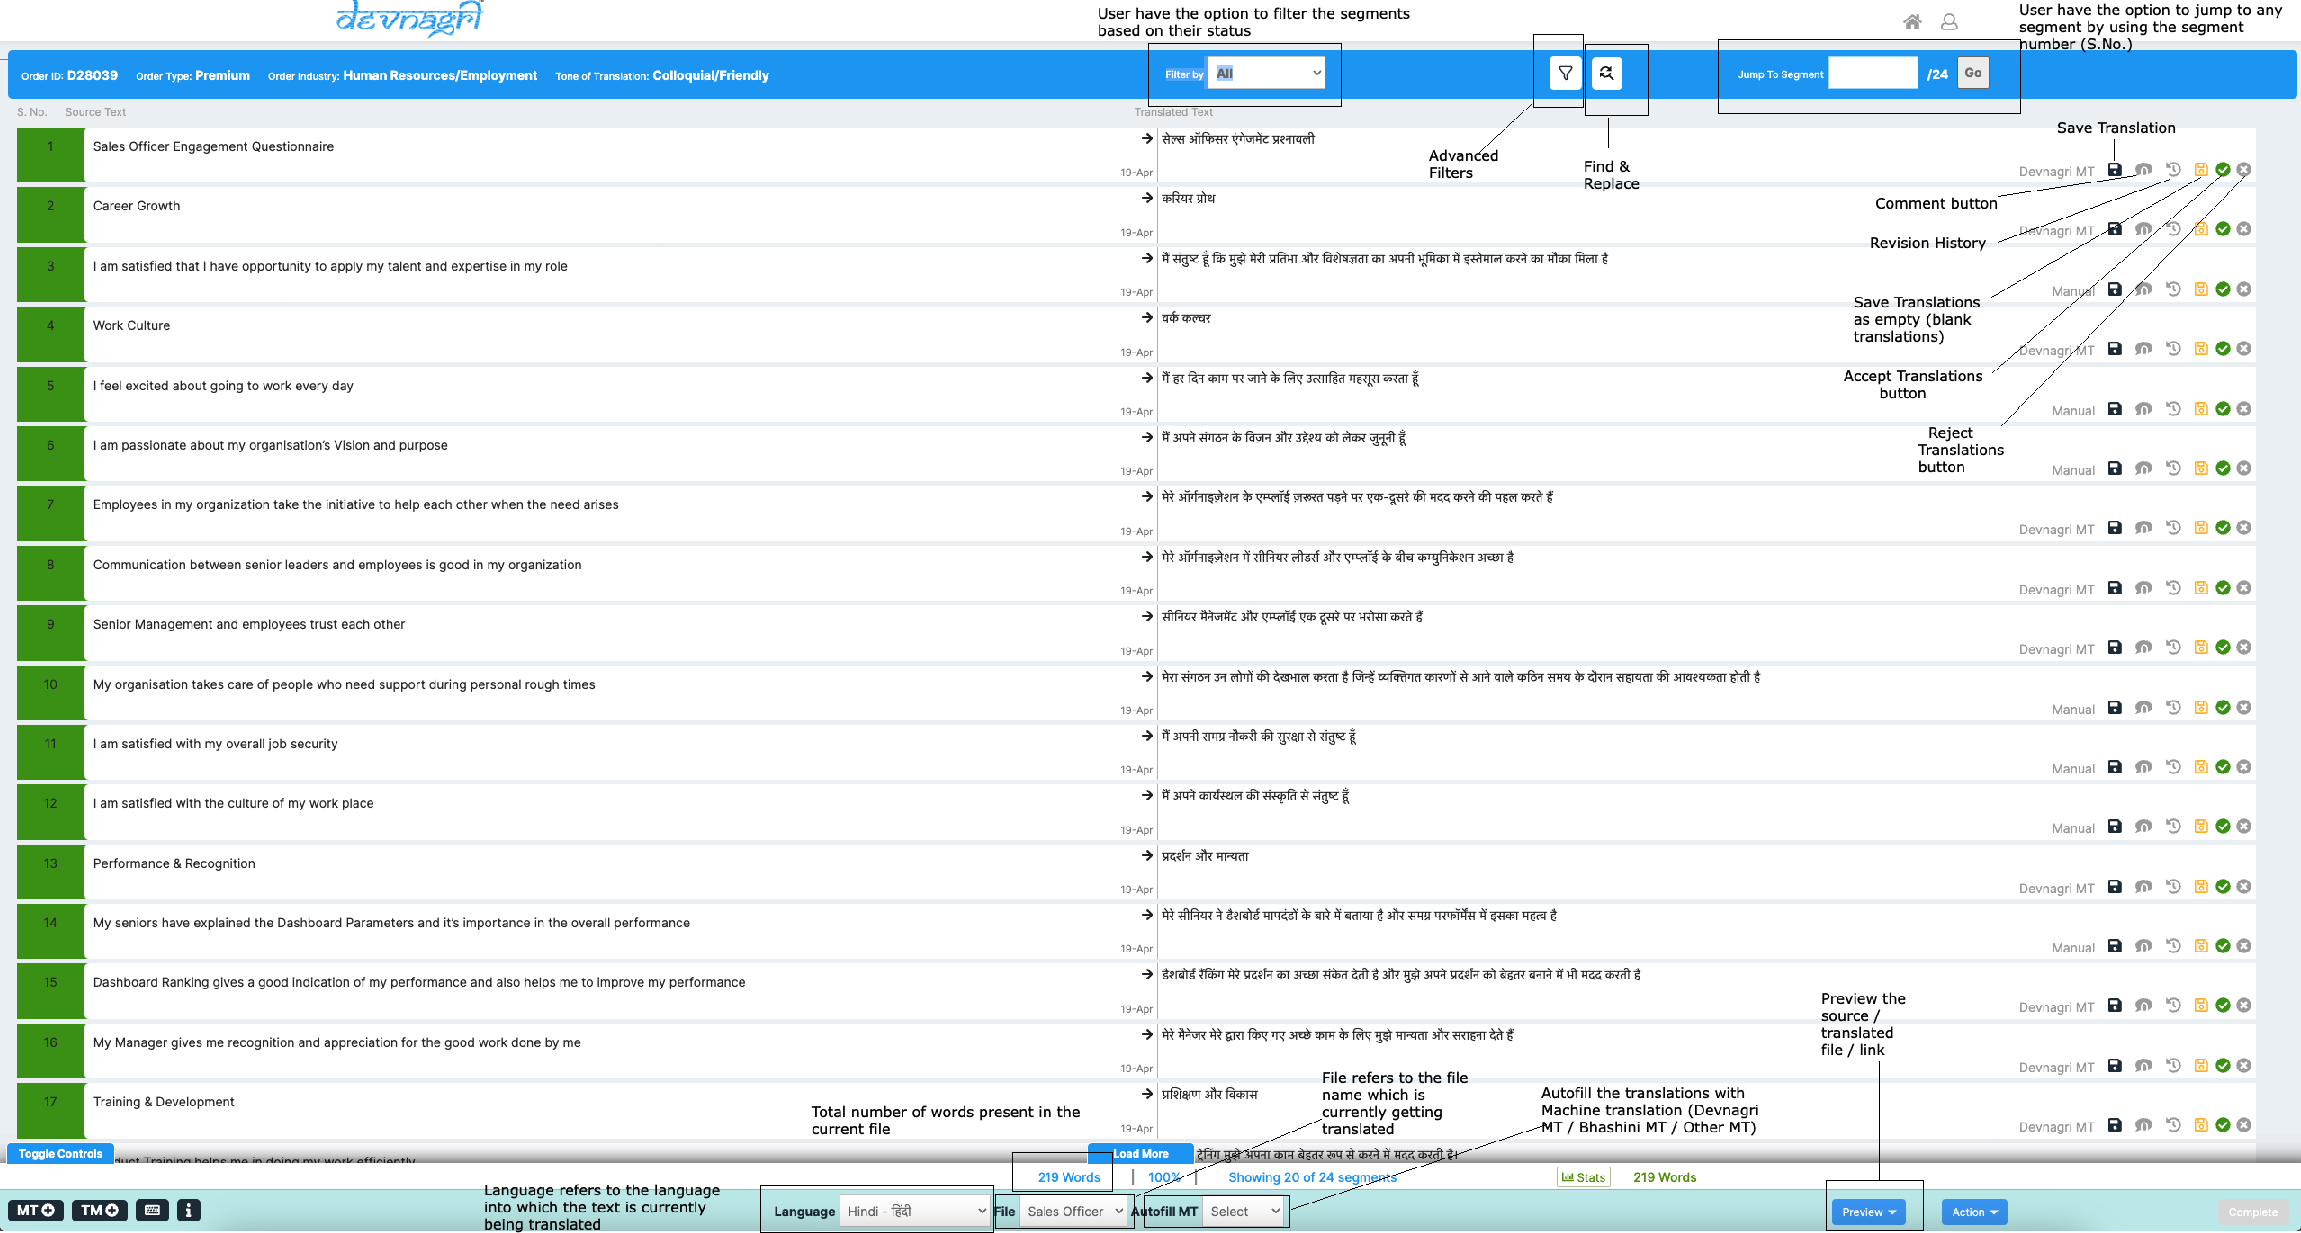 devnagri
User have the option to filter the segments
based on their status
User have the option to jump to any
segment by using the segment
number (S.No.)
Order ID: D28039 Order Type: Premium Order Industry: Human Resources/Employment Tone of Translation: Colloquial/Friendly
Filter by All
Jump To Segment /24 Go
S. No. Source Text Translated Text
Advanced
Filters
Find &
Replace
Save Translation
Comment button
Revision History
Save Translations
as empty (blank
translations)
Accept Translations
button
Reject
Translations
button
1 Sales Officer Engagement Questionnaire
सेल्स ऑफिसर एंगेजमेंट प्रश्नावली
19-Apr Devnagri MT
2 Career Growth
करियर ग्रोथ
19-Apr Devnagri MT
3 I am satisfied that I have opportunity to apply my talent and expertise in my role
मैं संतुष्ट हूँ कि मुझे मेरी प्रतिभा और विशेषज्ञता का अपनी भूमिका में इस्तेमाल करने का मौका मिला है
19-Apr Manual
4 Work Culture
वर्क कल्चर
19-Apr Devnagri MT
5 I feel excited about going to work every day
मैं हर दिन काम पर जाने के लिए उत्साहित महसूस करता हूँ
19-Apr Manual
6 I am passionate about my organisation's Vision and purpose
मैं अपने संगठन के विजन और उद्देश्य को लेकर जुनूनी हूँ
19-Apr Manual
7 Employees in my organization take the initiative to help each other when the need arises
मेरे ऑर्गनाइज़ेशन के एम्प्लॉई ज़रूरत पड़ने पर एक-दूसरे की मदद करने की पहल करते हैं
19-Apr Devnagri MT
8 Communication between senior leaders and employees is good in my organization
मेरे ऑर्गनाइज़ेशन में सीनियर लीडर्स और एम्प्लॉई के बीच कम्युनिकेशन अच्छा है
19-Apr Devnagri MT
9 Senior Management and employees trust each other
सीनियर मैनेजमेंट और एम्प्लॉई एक दूसरे पर भरोसा करते हैं
19-Apr Devnagri MT
10 My organisation takes care of people who need support during personal rough times
मेरा संगठन उन लोगों की देखभाल करता है जिन्हें व्यक्तिगत कारणों से आने वाले कठिन समय के दौरान सहायता की आवश्यकता होती है
19-Apr Manual
11 I am satisfied with my overall job security
मैं अपनी समग्र नौकरी की सुरक्षा से संतुष्ट हूँ
19-Apr Manual
12 I am satisfied with the culture of my work place
मैं अपने कार्यस्थल की संस्कृति से संतुष्ट हूँ
19-Apr Manual
13 Performance & Recognition
प्रदर्शन और मान्यता
19-Apr Devnagri MT
14 My seniors have explained the Dashboard Parameters and it's importance in the overall performance
मेरे सीनियर ने डैशबोर्ड मापदंडों के बारे में बताया है और समग्र परफॉर्मेंस में इसका महत्व है
19-Apr Manual
15 Dashboard Ranking gives a good indication of my performance and also helps me to improve my performance
डैशबोर्ड रैंकिंग मेरे प्रदर्शन का अच्छा संकेत देती है और मुझे अपने प्रदर्शन को बेहतर बनाने में भी मदद करती है
19-Apr Devnagri MT
16 My Manager gives me recognition and appreciation for the good work done by me
मेरे मैनेजर मेरे द्वारा किए गए अच्छे काम के लिए मुझे मान्यता और सराहना देते हैं
19-Apr Devnagri MT
17 Training & Development
प्रशिक्षण और विकास
19-Apr Devnagri MT
Preview the
source /
translated
file / link
File refers to the file
name which is
currently getting
translated
Autofill the translations with
Machine translation (Devnagri
MT / Bhashini MT / Other MT)
Total number of words present in the
current file
Toggle Controls Load More
duct Training helps me in doing my work efficiently
ट्रेनिंग मुझे अपना काम बेहतर रूप से करने में मदद करती है।
219 Words | 100% | Showing 20 of 24 segments Stats 219 Words
Language refers to the language
into which the text is currently
being translated
MT TM i Language Hindi - हिंदी File Sales Officer Autofill MT Select Preview Action Complete